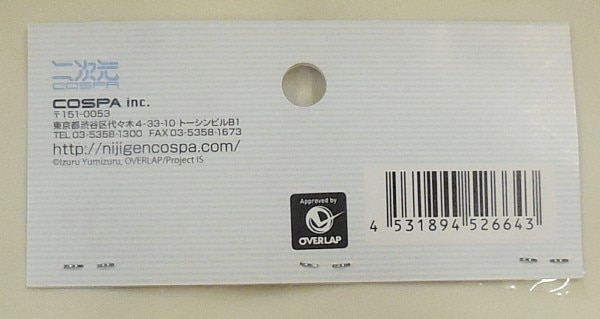 二次元
COSPA
COSPA inc.
〒151-0053
東京都渋谷区代々木4-33-10 トーシンビルB1
TEL 03-5358-1300 FAX 03-5358-1673
http://nijigencospa.com/
©Izuru Yumizuru, OVERLAP/Project IS
Approved by
OVERLAP
4 531894 526643